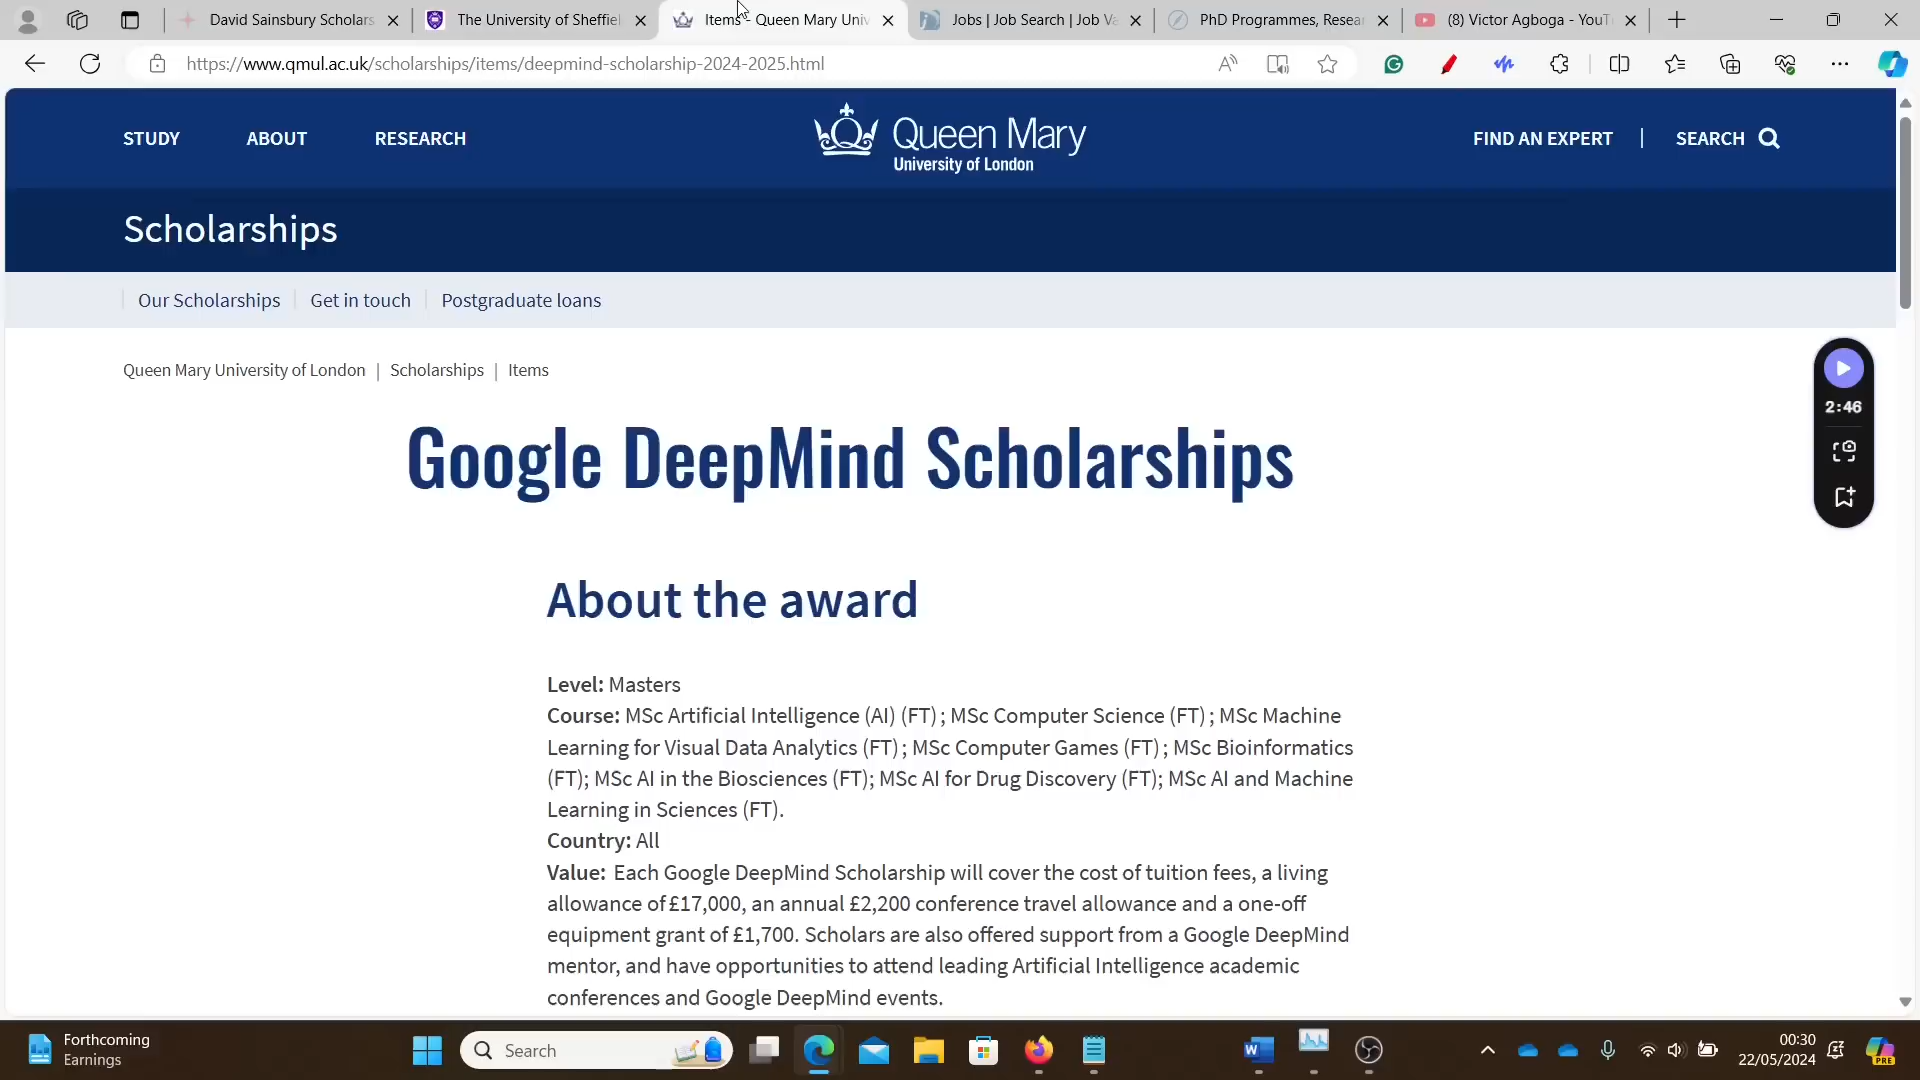 David Sainsbury Scholars
The University of Sheffiel
Items - Queen Mary Univ
Jobs | Job Search | Job Va
PhD Programmes, Resear
(8) Victor Agboga - YouT
https://www.qmul.ac.uk/scholarships/items/deepmind-scholarship-2024-2025.html
STUDY
ABOUT
RESEARCH
Queen Mary
University of London
FIND AN EXPERT
SEARCH
Scholarships
Our Scholarships
Get in touch
Postgraduate loans
Queen Mary University of London | Scholarships | Items
2:46
Google DeepMind Scholarships
About the award
Level: Masters
Course: MSc Artificial Intelligence (AI) (FT) ; MSc Computer Science (FT) ; MSc Machine
Learning for Visual Data Analytics (FT) ; MSc Computer Games (FT) ; MSc Bioinformatics
(FT); MSc AI in the Biosciences (FT); MSc AI for Drug Discovery (FT); MSc AI and Machine
Learning in Sciences (FT).
Country: All
Value: Each Google DeepMind Scholarship will cover the cost of tuition fees, a living
allowance of £17,000, an annual £2,200 conference travel allowance and a one-off
equipment grant of £1,700. Scholars are also offered support from a Google DeepMind
mentor, and have opportunities to attend leading Artificial Intelligence academic
conferences and Google DeepMind events.
Forthcoming
Earnings
Search
00:30
22/05/2024
PRE